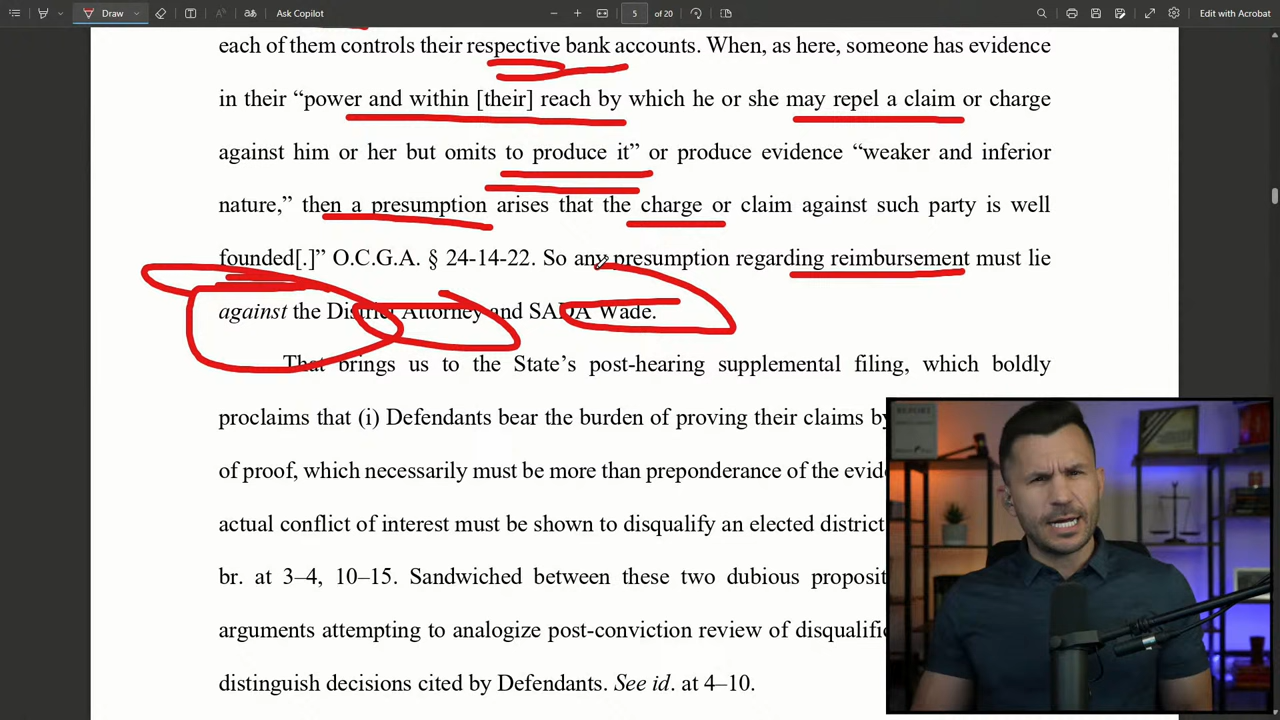 Draw
Ask Copilot
5 of 20
Edit with Acrobat
each of them controls their respective bank accounts. When, as here, someone has evidence
in their “power and within [their] reach by which he or she may repel a claim or charge
against him or her but omits to produce it” or produce evidence “weaker and inferior
nature,” then a presumption arises that the charge or claim against such party is well
founded[.]” O.C.G.A. § 24-14-22. So any presumption regarding reimbursement must lie
against the District Attorney and SADA Wade.
That brings us to the State’s post-hearing supplemental filing, which boldly
proclaims that (i) Defendants bear the burden of proving their claims by
of proof, which necessarily must be more than preponderance of the
actual conflict of interest must be shown to disqualify an elected district
br. at 3–4, 10–15. Sandwiched between these two dubious
arguments attempting to analogize post-conviction review of
distinguish decisions cited by Defendants. See id. at 4–10.